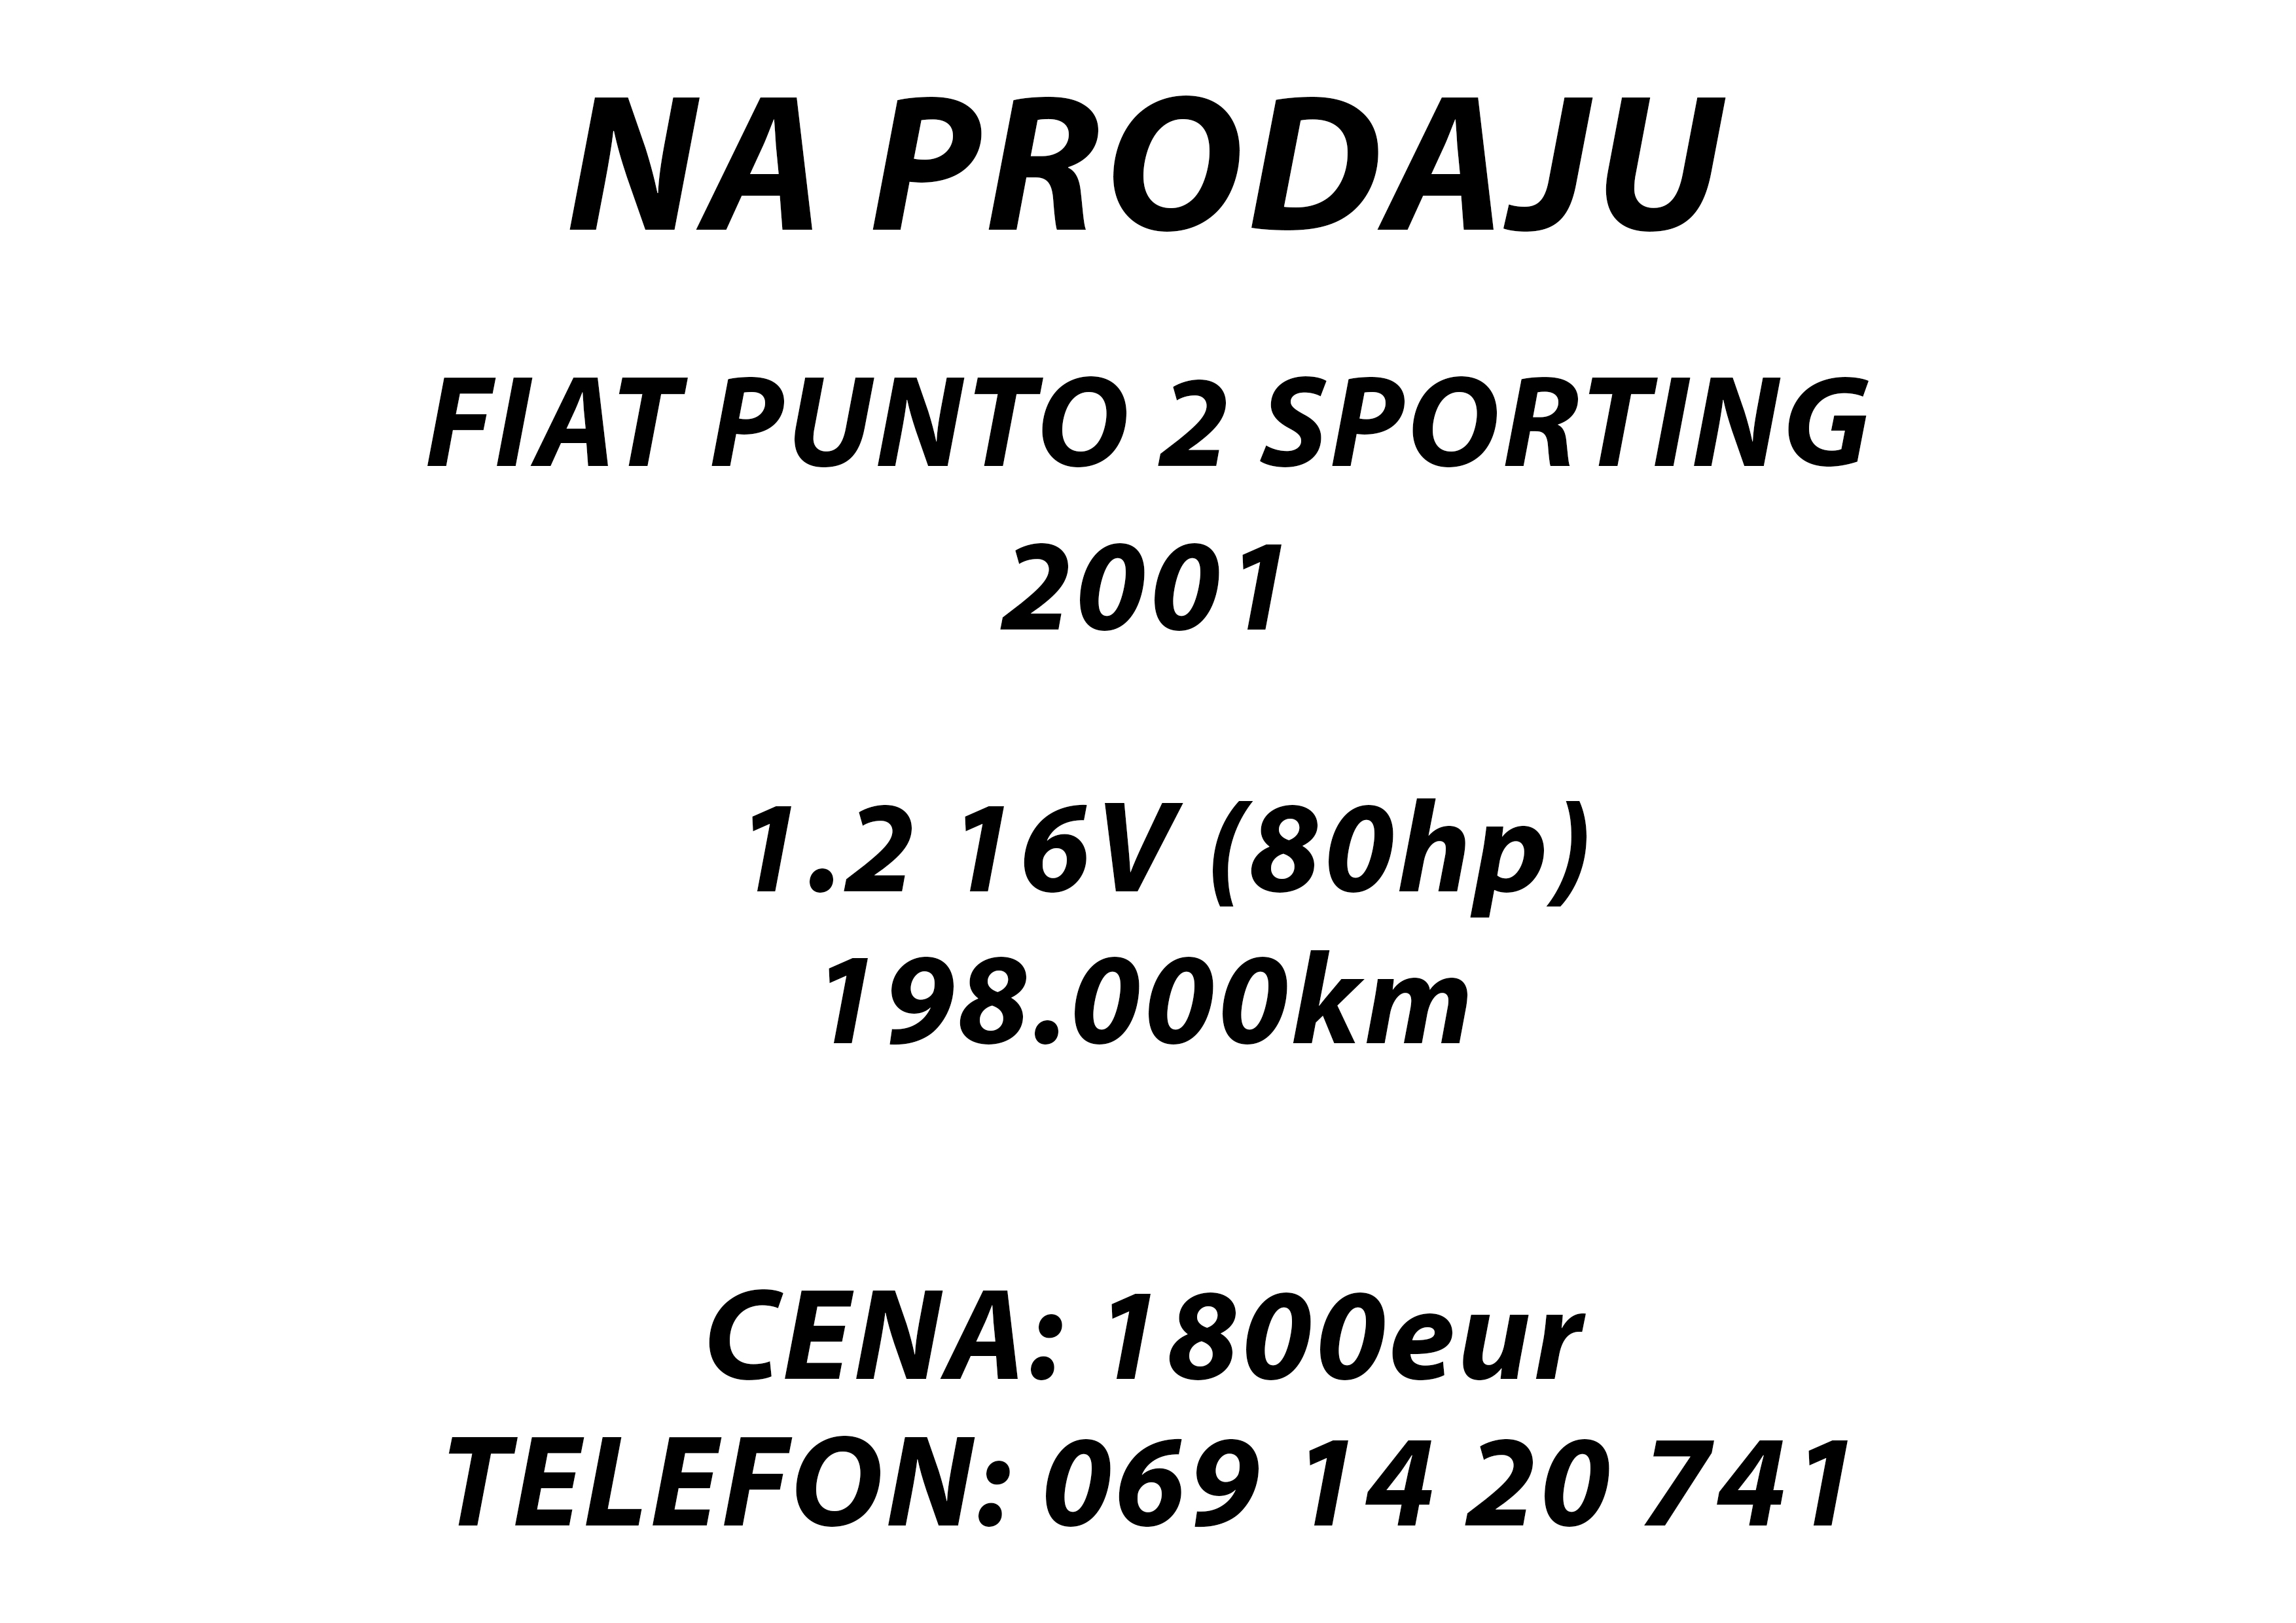 NA PRODAJU
FIAT PUNTO 2 SPORTING
2001
1.2 16V (80hp)
198.000km
CENA: 1800eur
TELEFON: 069 14 20 741